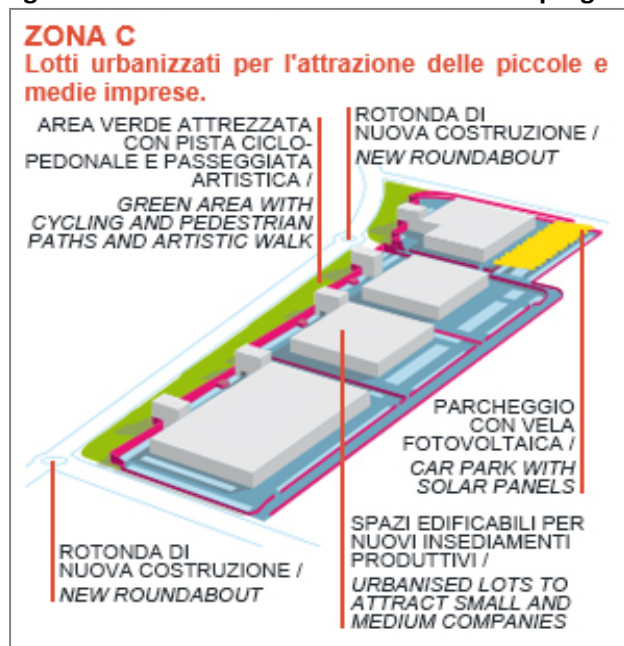 ZONA C
Lotti urbanizzati per l'attrazione delle piccole e
medie imprese.
AREA VERDE ATTREZZATA
CON PISTA CICLO-
PEDONALE E PASSEGGIATA
ARTISTICA /
GREEN AREA WITH
CYCLING AND PEDESTRIAN
PATHS AND ARTISTIC WALK
ROTONDA DI
NUOVA COSTRUZIONE /
NEW ROUNDABOUT
PARCHEGGIO
CON VELA
FOTOVOLTAICA /
CAR PARK WITH
SOLAR PANELS
ROTONDA DI
NUOVA COSTRUZIONE /
NEW ROUNDABOUT
SPAZI EDIFICABILI PER
NUOVI INSEDIAMENTI
PRODUTTIVI /
URBANISED LOTS TO
ATTRACT SMALL AND
MEDIUM COMPANIES